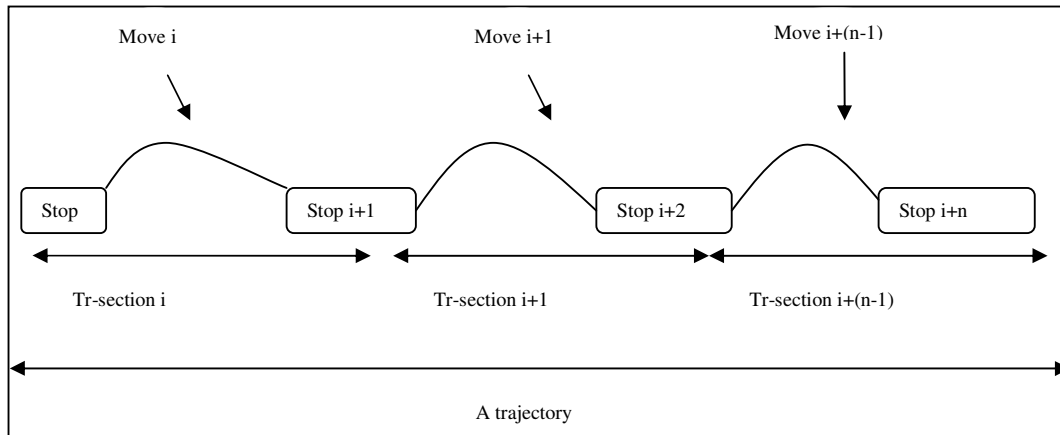 Move i
Move i+1
Move i+(n-1)
Stop
Stop i+1
Stop i+2
Stop i+n
Tr-section i
Tr-section i+1
Tr-section i+(n-1)
A trajectory